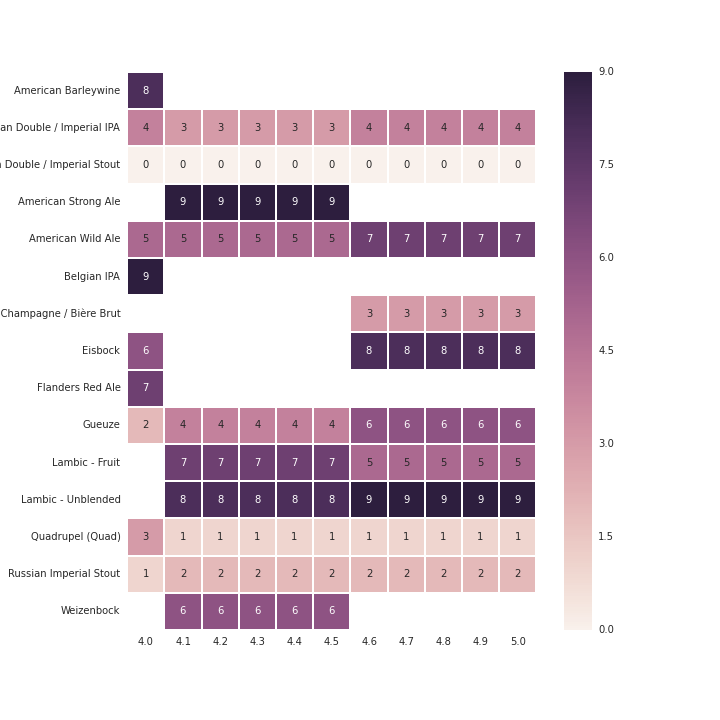 9.0
American Barleywine 8
an Double / Imperial IPA 4 3 3 3 3 3 4 4 4 4 4
Double / Imperial Stout 0 0 0 0 0 0 0 0 0 0 0
7.5
American Strong Ale 9 9 9 9 9
American Wild Ale 5 5 5 5 5 5 7 7 7 7 7
6.0
Belgian IPA 9
Champagne / Bière Brut 3 3 3 3 3
Eisbock 6 8 8 8 8 8
4.5
Flanders Red Ale 7
Gueuze 2 4 4 4 4 4 6 6 6 6 6
3.0
Lambic - Fruit 7 7 7 7 7 5 5 5 5 5
Lambic - Unblended 8 8 8 8 8 9 9 9 9 9
1.5
Quadrupel (Quad) 3 1 1 1 1 1 1 1 1 1 1
Russian Imperial Stout 1 2 2 2 2 2 2 2 2 2 2
Weizenbock 6 6 6 6 6
0.0
4.0 4.1 4.2 4.3 4.4 4.5 4.6 4.7 4.8 4.9 5.0